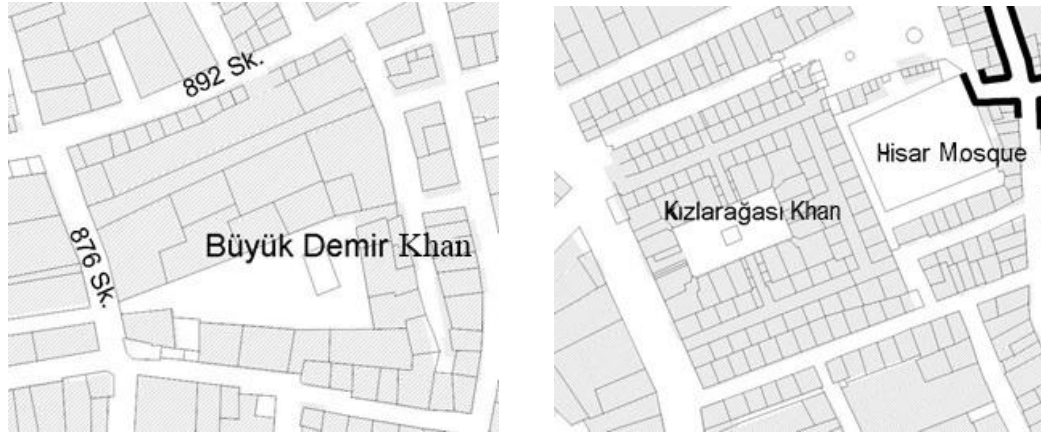 892 Sk.
Büyük Demir Khan
876 Sk.
Hisar Mosque
Kızlarağası Khan